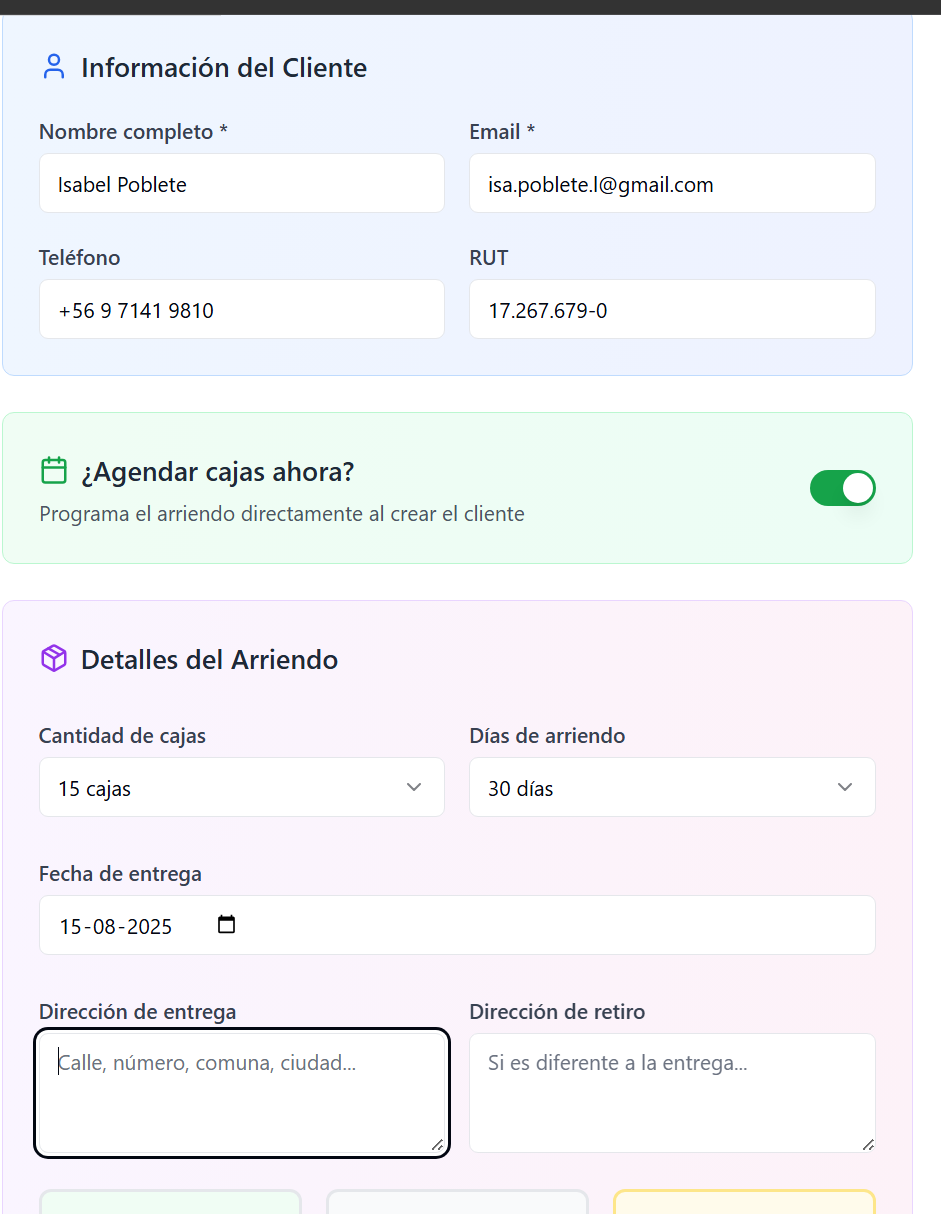 Información del Cliente
Nombre completo *
Email *
Isabel Poblete
isa.poblete.l@gmail.com
Teléfono
RUT
+56 9 7141 9810
17.267.679-0
¿Agendar cajas ahora?
Programa el arriendo directamente al crear el cliente
Detalles del Arriendo
Cantidad de cajas
Días de arriendo
15 cajas
30 días
Fecha de entrega
15-08-2025
Dirección de entrega
Dirección de retiro
Calle, número, comuna, ciudad...
Si es diferente a la entrega...